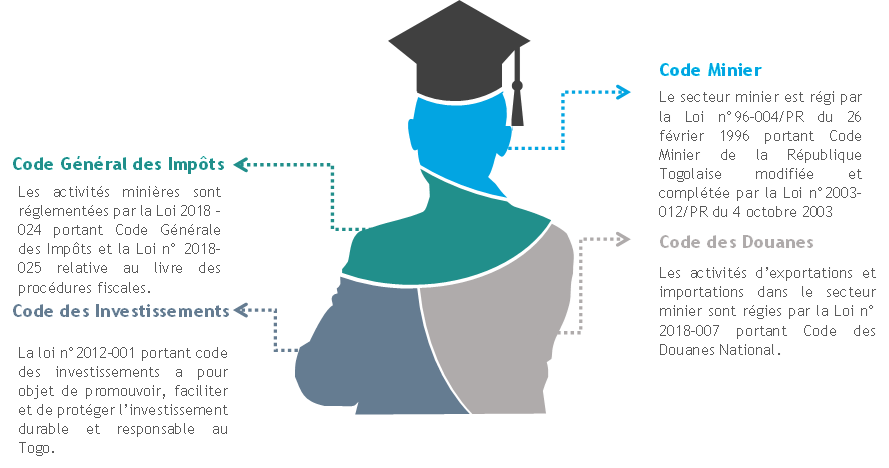 Code Général des Impôts
Les activités minières sont
réglementées par la Loi 2018 -
024 portant Code Générale
des Impôts et la Loi n° 2018-
025 relative au livre des
procédures fiscales.
Code des Investissements
La loi n°2012-001 portant code
des investissements a pour
objet de promouvoir, faciliter
et de protéger l'investissement
durable et responsable au
Togo.
Code Minier
Le secteur minier est régi par
la Loi n°96-004/PR du 26
février 1996 portant Code
Minier de la République
Togolaise modifiée et
complétée par la Loi n°2003-
012/PR du 4 octobre 2003
Code des Douanes
Les activités d'exportations et
importations dans le secteur
minier sont régies par la Loi n°
2018-007 portant Code des
Douanes National.